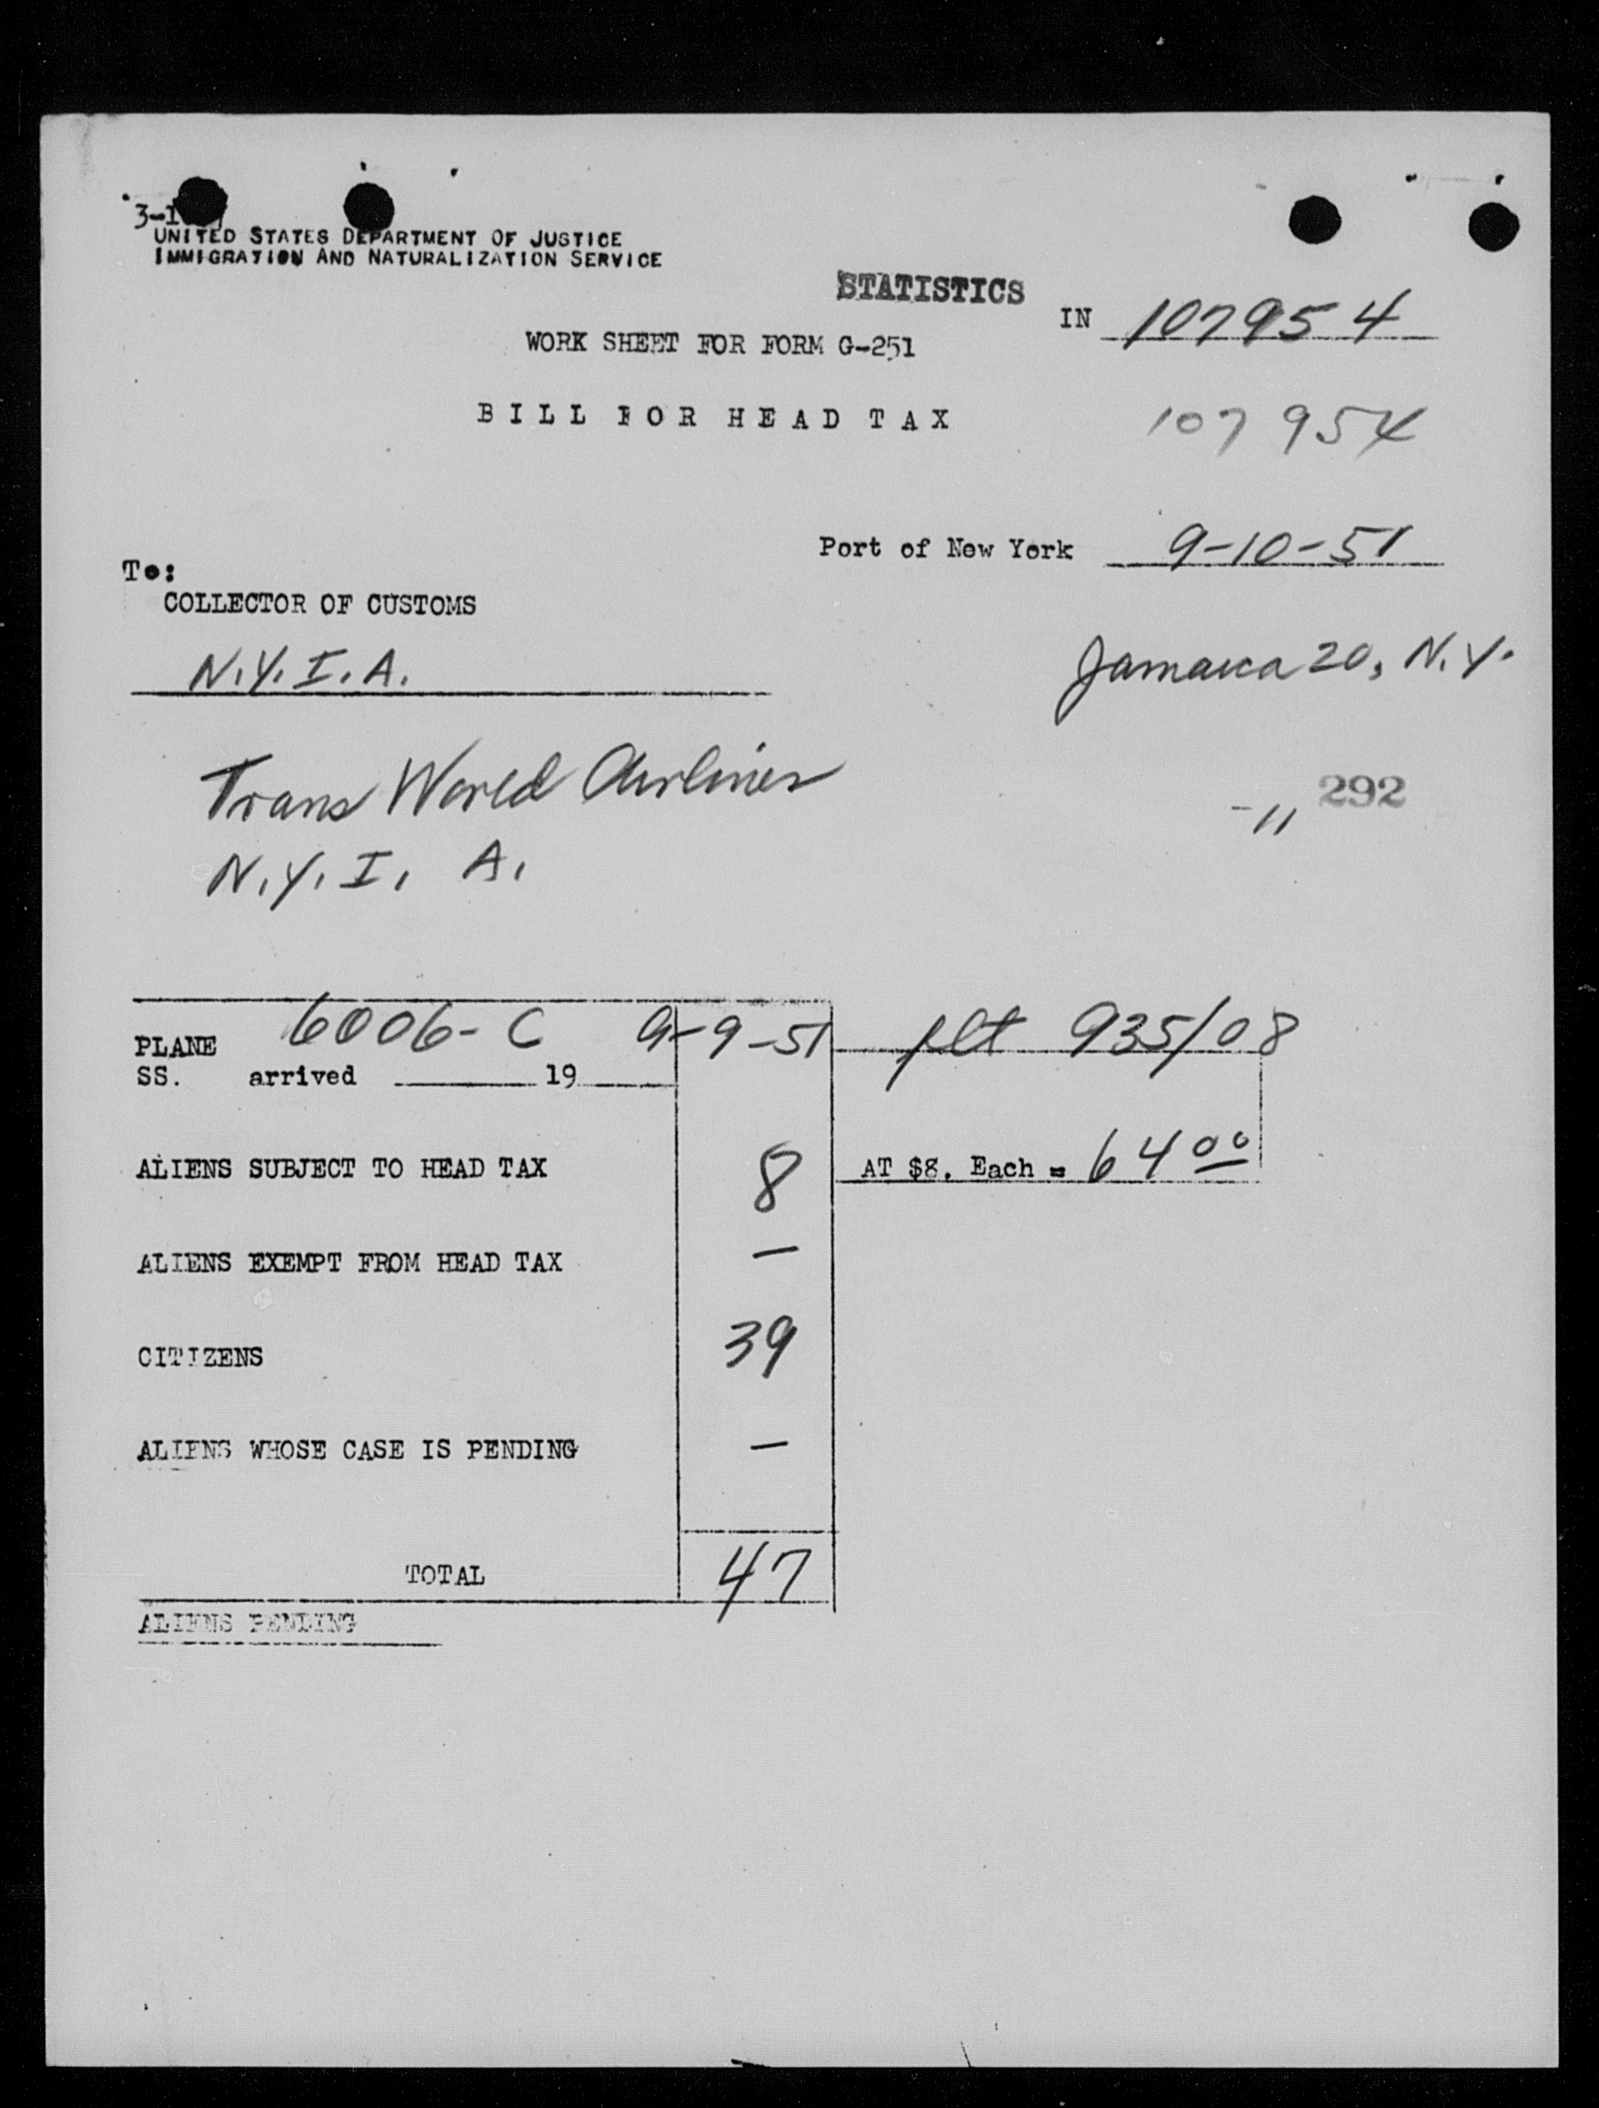 UNITED STATES DEPARTMENT OF JUSTICE
IMMIGRATION AND NATURALIZATION SERVICE
STATISTICS
IN 107954
WORK SHEET FOR FORM G-251
BILL FOR HEAD TAX
107954
Port of New York 9-10-51
To:
COLLECTOR OF CUSTOMS
N.Y.I.A.
Jamaica 20, N.Y.
Trans World Airlines
292
-11
N.Y.I. A.
PLANE 6006-C 9-9-51 flt 935/08
SS. arrived 19
ALIENS SUBJECT TO HEAD TAX 8 AT $8. Each = 64 00
ALIENS EXEMPT FROM HEAD TAX —
CITIZENS 39
ALIENS WHOSE CASE IS PENDING —
TOTAL 47
ALIENS PENDING